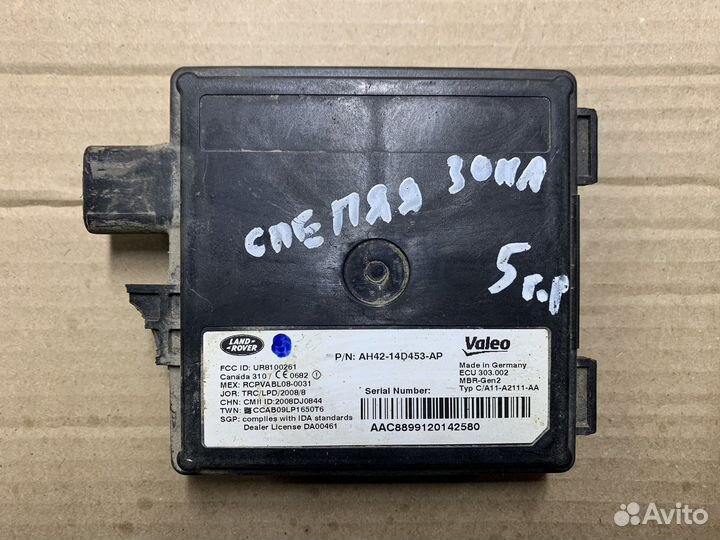 СЛЕПАЯ ЗОНА
5 г.р
LAND-
ROVER
FCC ID: UR8100261
Canada 310 / CE0682
MEX: RCPVABL08-0031
JOR: TRC/LPD/2008/8
CHN: CMII ID:2008DJ0844
TWN: CCAB09LP1650T6
SGP: complies with IDA standards
Dealer License DA00461
P/N: AH42-14D453-AP
Serial Number:
AAC8899120142580
Valeo
Made in Germany
ECU 303.002
MBR-Gen2
Typ C/A11-A2111-AA
Avito